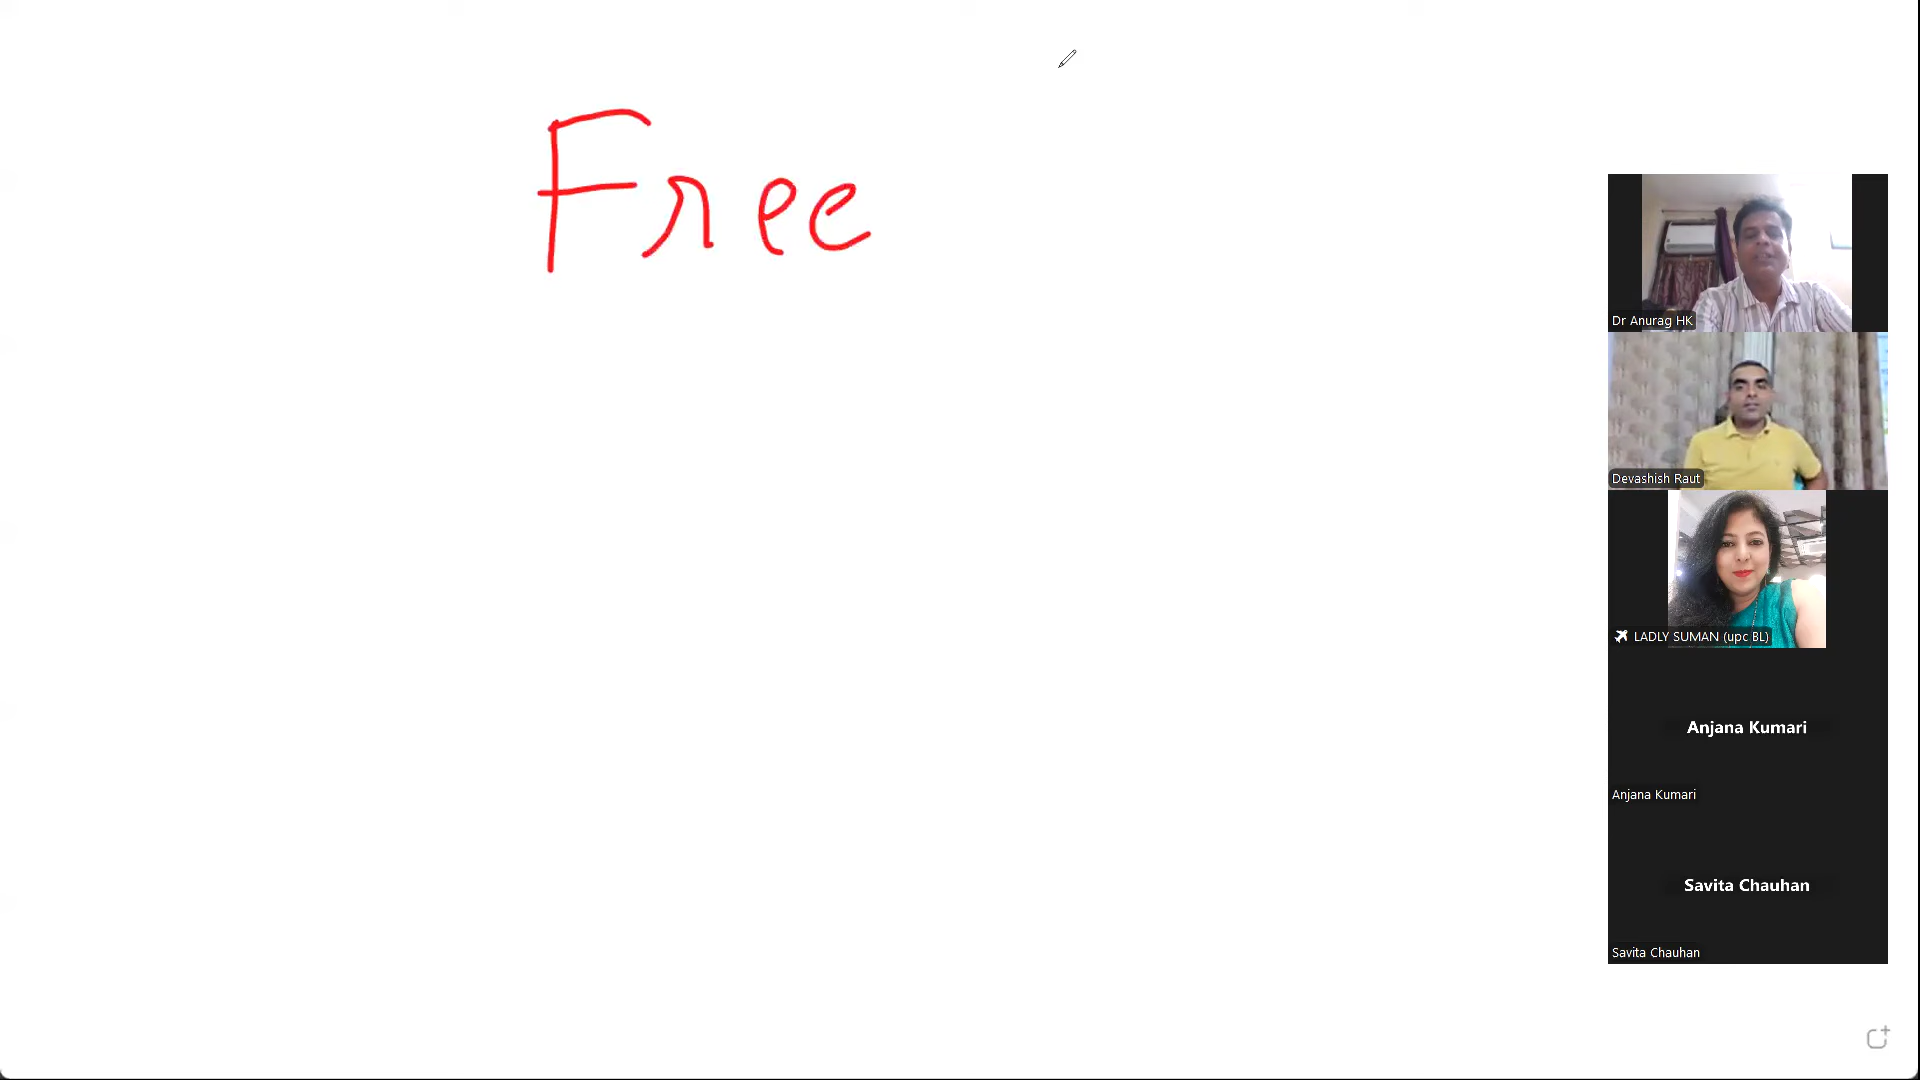 Free
Dr Anurag HK
Devashish Raut
LADLY SUMAN (upc BL)
Anjana Kumari
Anjana Kumari
Savita Chauhan
Savita Chauhan